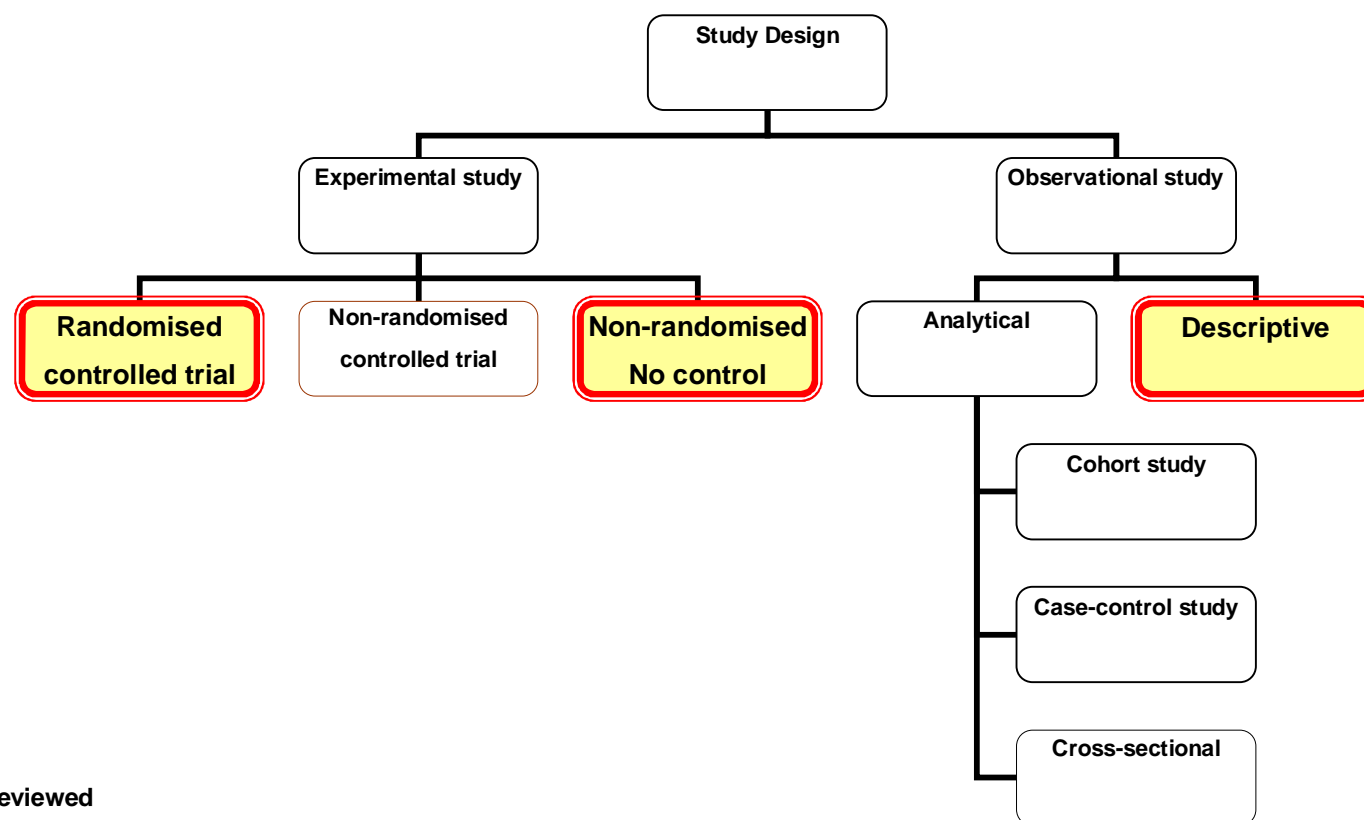 Study Design
Experimental study
Observational study
Randomised
controlled trial
Non-randomised
controlled trial
Non-randomised
No control
Analytical
Descriptive
Cohort study
Case-control study
Cross-sectional
eviewed